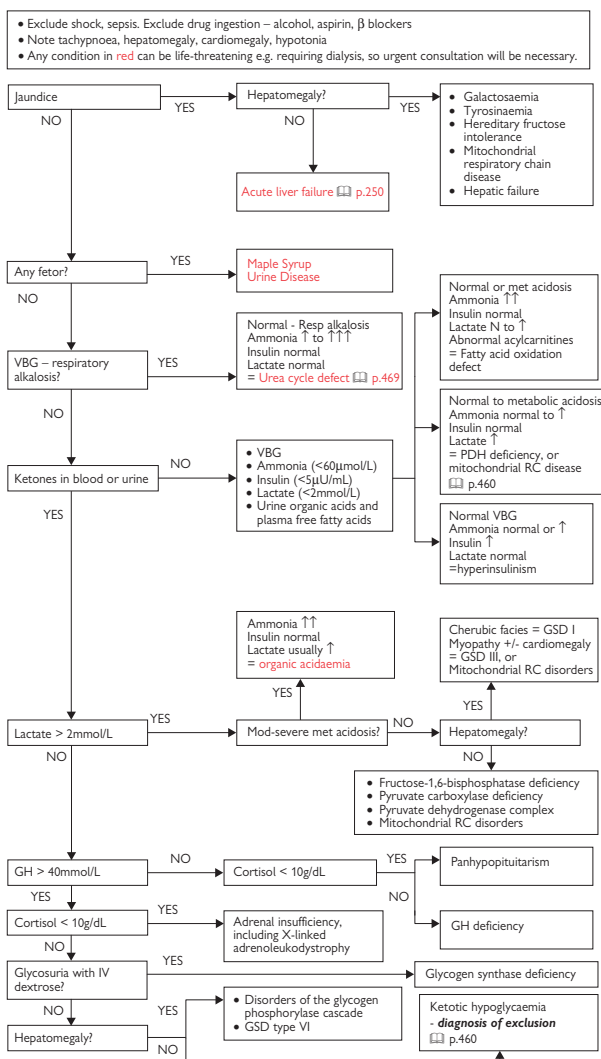 • Exclude shock, sepsis. Exclude drug ingestion – alcohol, aspirin, β blockers
• Note tachypnoea, hepatomegaly, cardiomegaly, hypotonia
• Any condition in red can be life-threatening e.g. requiring dialysis, so urgent consultation will be necessary.
Jaundice
YES
Hepatomegaly?
YES
• Galactosaemia
• Tyrosinaemia
• Hereditary fructose
intolerance
• Mitochondrial
respiratory chain
disease
• Hepatic failure
NO
NO
Acute liver failure 📖 p.250
Any fetor?
YES
Maple Syrup
Urine Disease
NO
VBG – respiratory
alkalosis?
YES
Normal - Resp alkalosis
Ammonia ↑ to ↑↑↑
Insulin normal
Lactate normal
= Urea cycle defect 📖 p.469
Normal or met acidosis
Ammonia ↑↑
Insulin normal
Lactate N to ↑
Abnormal acylcarnitines
= Fatty acid oxidation
defect
NO
Ketones in blood or urine
NO
• VBG
• Ammonia (<60μmol/L)
• Insulin (<5μU/mL)
• Lactate (<2mmol/L)
• Urine organic acids and
plasma free fatty acids
Normal to metabolic acidosis
Ammonia normal to ↑
Insulin normal
Lactate ↑
= PDH deficiency, or
mitochondrial RC disease
📖 p.460
Normal VBG
Ammonia normal or ↑
Insulin ↑
Lactate normal
=hyperinsulinism
YES
Ammonia ↑↑
Insulin normal
Lactate usually ↑
= organic acidaemia
Cherubic facies = GSD I
Myopathy +/- cardiomegaly
= GSD III, or
Mitochondrial RC disorders
YES
YES
Lactate > 2mmol/L
YES
Mod-severe met acidosis?
NO
Hepatomegaly?
NO
NO
• Fructose-1,6-bisphosphatase deficiency
• Pyruvate carboxylase deficiency
• Pyruvate dehydrogenase complex
• Mitochondrial RC disorders
GH > 40mmol/L
NO
Cortisol < 10g/dL
YES
Panhypopituitarism
NO
GH deficiency
YES
Cortisol < 10g/dL
YES
Adrenal insufficiency,
including X-linked
adrenoleukodystrophy
NO
Glycosuria with IV
dextrose?
YES
Glycogen synthase deficiency
NO
Hepatomegaly?
YES
• Disorders of the glycogen
phosphorylase cascade
• GSD type VI
NO
Ketotic hypoglycaemia
- diagnosis of exclusion
📖 p.460